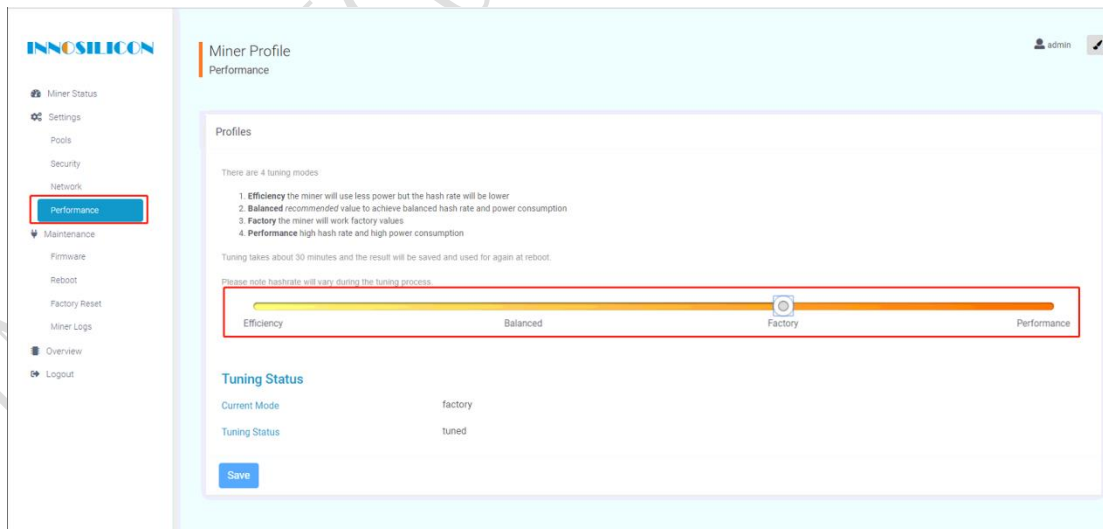 INNOSILICON
Miner Status
Settings
Pools
Security
Network
Performance
Maintenance
Firmware
Reboot
Factory Reset
Miner Logs
Overview
Logout
Miner Profile
Performance
admin
Profiles
There are 4 tuning modes
1. Efficiency the miner will use less power but the hash rate will be lower
2. Balanced recommended value to achieve balanced hash rate and power consumption
3. Factory the miner will work factory values
4. Performance high hash rate and high power consumption
Tuning takes about 30 minutes and the result will be saved and used for again at reboot.
Please note hashrate will vary during the tuning process.
Efficiency Balanced Factory Performance
Tuning Status
Current Mode factory
Tuning Status tuned
Save